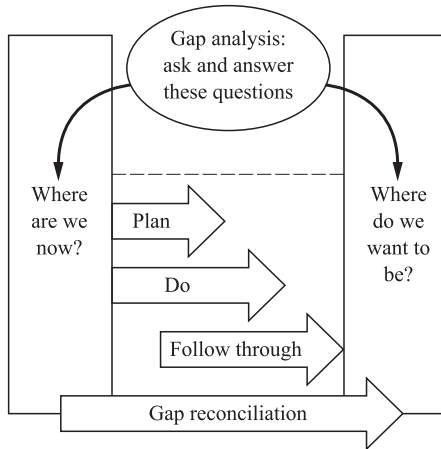 Gap analysis:
ask and answer
these questions
Where
are we
now?
Where
do we
want to
be?
Plan
Do
Follow through
Gap reconciliation